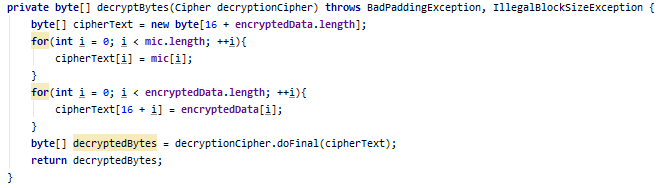 private byte[] decryptBytes(Cipher decryptionCipher) throws BadPaddingException, IllegalBlockSizeException {
    byte[] cipherText = new byte[16 + encryptedData.length];
    for(int i = 0; i < mic.length; ++i){
        cipherText[i] = mic[i];
    }
    for(int i = 0; i < encryptedData.length; ++i){
        cipherText[16 + i] = encryptedData[i];
    }
    byte[] decryptedBytes = decryptionCipher.doFinal(cipherText);
    return decryptedBytes;
}